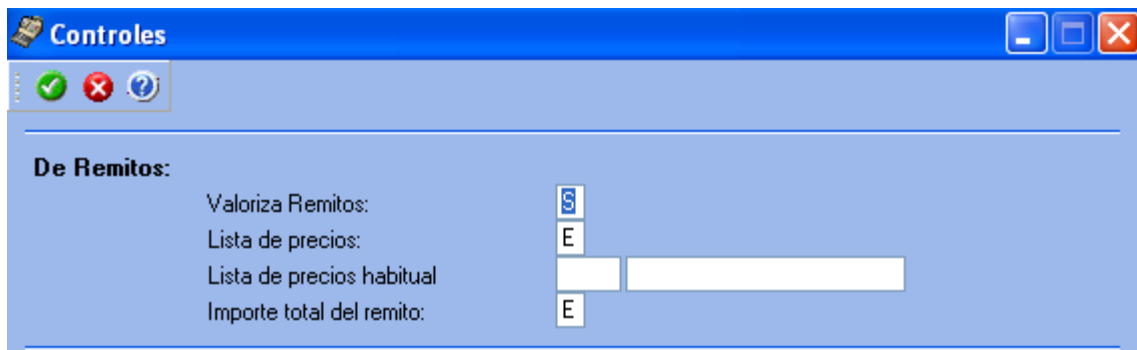 Controles
De Remitos:
Valoriza Remitos: S
Lista de precios: E
Lista de precios habitual
Importe total del remito: E